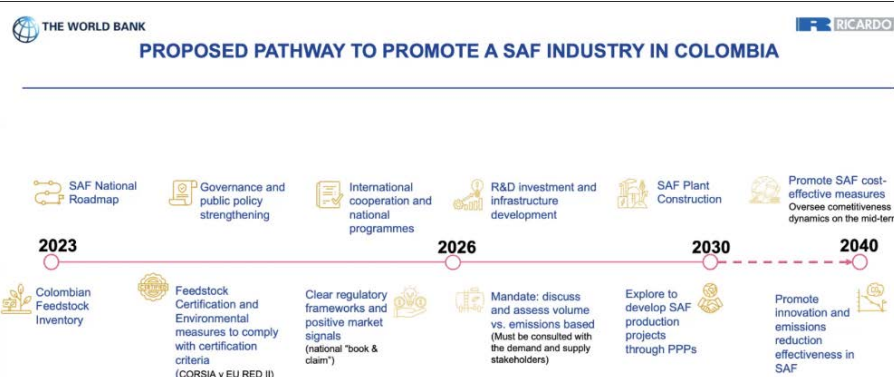 THE WORLD BANK
RICARDO
PROPOSED PATHWAY TO PROMOTE A SAF INDUSTRY IN COLOMBIA
SAF National
Roadmap
Governance and
public policy
strengthening
International
cooperation and
national
programmes
R&D investment and
infrastructure
development
SAF Plant
Construction
Promote SAF cost-
effective measures
Oversee cometitiveness
dynamics on the mid-term
2023
2026
2030
2040
Colombian
Feedstock
Inventory
Feedstock
Certification and
Environmental
measures to comply
with certification
criteria
(CORSIA y EU RED II)
Clear regulatory
frameworks and
positive market
signals
(national "book &
claim")
Mandate: discuss
and assess volume
vs. emissions based
(Must be consulted with
the demand and supply
stakeholders)
Explore to
develop SAF
production
projects
through PPPs
Promote
innovation and
emissions
reduction
effectiveness in
SAF